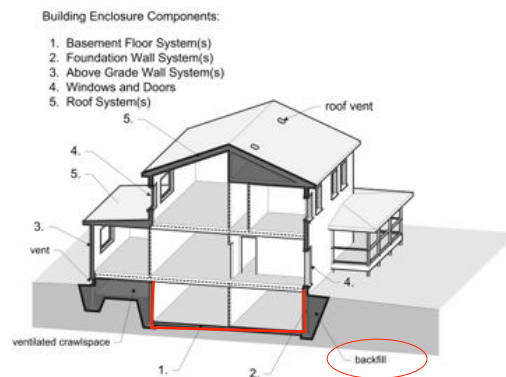 Building Enclosure Components:
1. Basement Floor System(s)
2. Foundation Wall System(s)
3. Above Grade Wall System(s)
4. Windows and Doors
5. Roof System(s)
roof vent
5.
4.
5.
3.
vent
4.
ventilated crawlspace
1.
2.
backfill